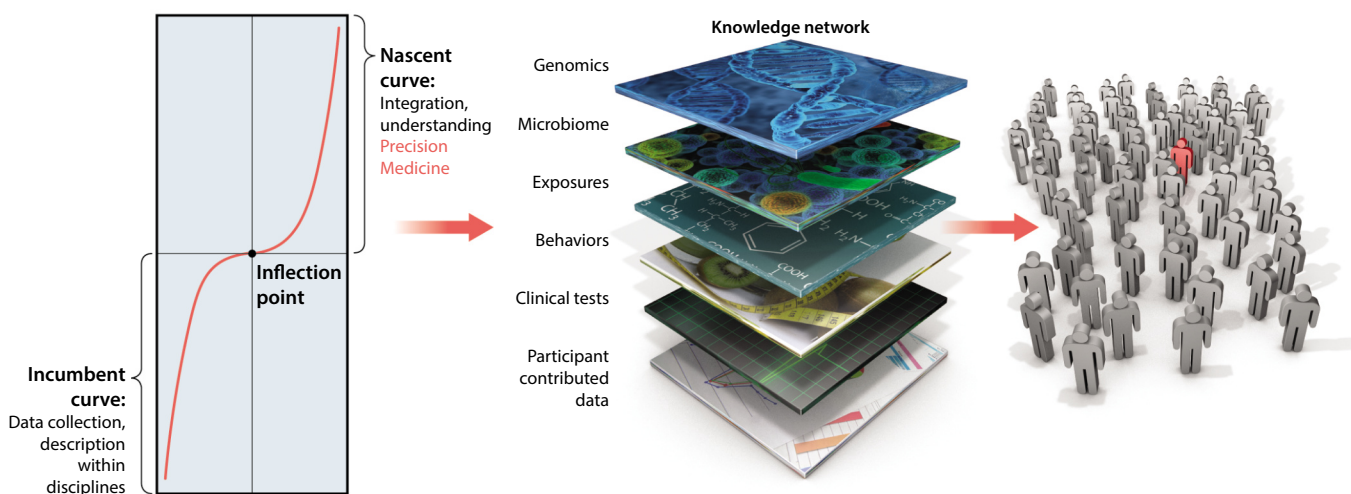 Nascent
curve:
Integration,
understanding
Precision
Medicine
Inflection
point
Incumbent
curve:
Data collection,
description
within
disciplines
Knowledge network
Genomics
Microbiome
Exposures
Behaviors
Clinical tests
Participant
contributed
data